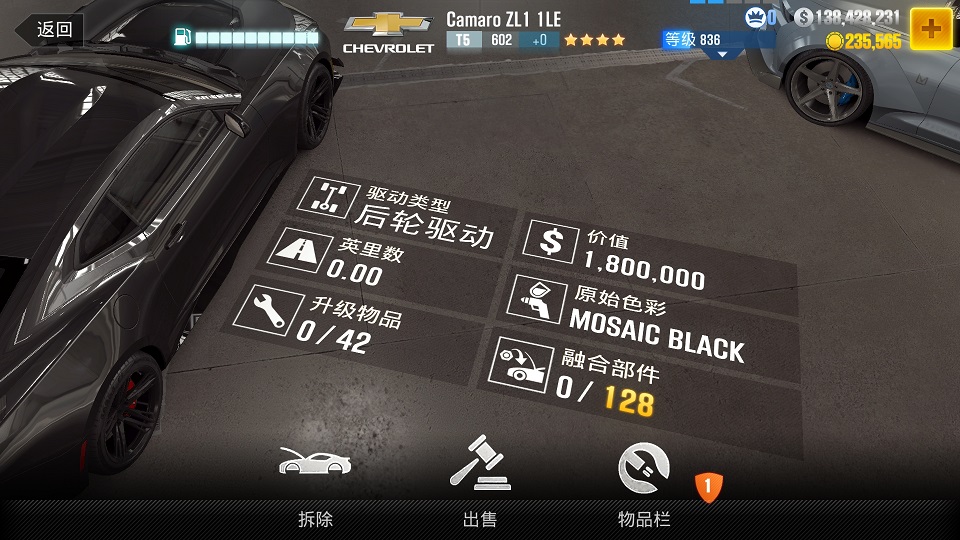 返回
CHEVROLET
Camaro ZL1 1LE
T5 602 +0
等级 836
0 138,428,231
235,565
驱动类型
后轮驱动
英里数
0.00
升级物品
0/42
价值
1,800,000
原始色彩
MOSAIC BLACK
融合部件
0/128
1
拆除
出售
物品栏